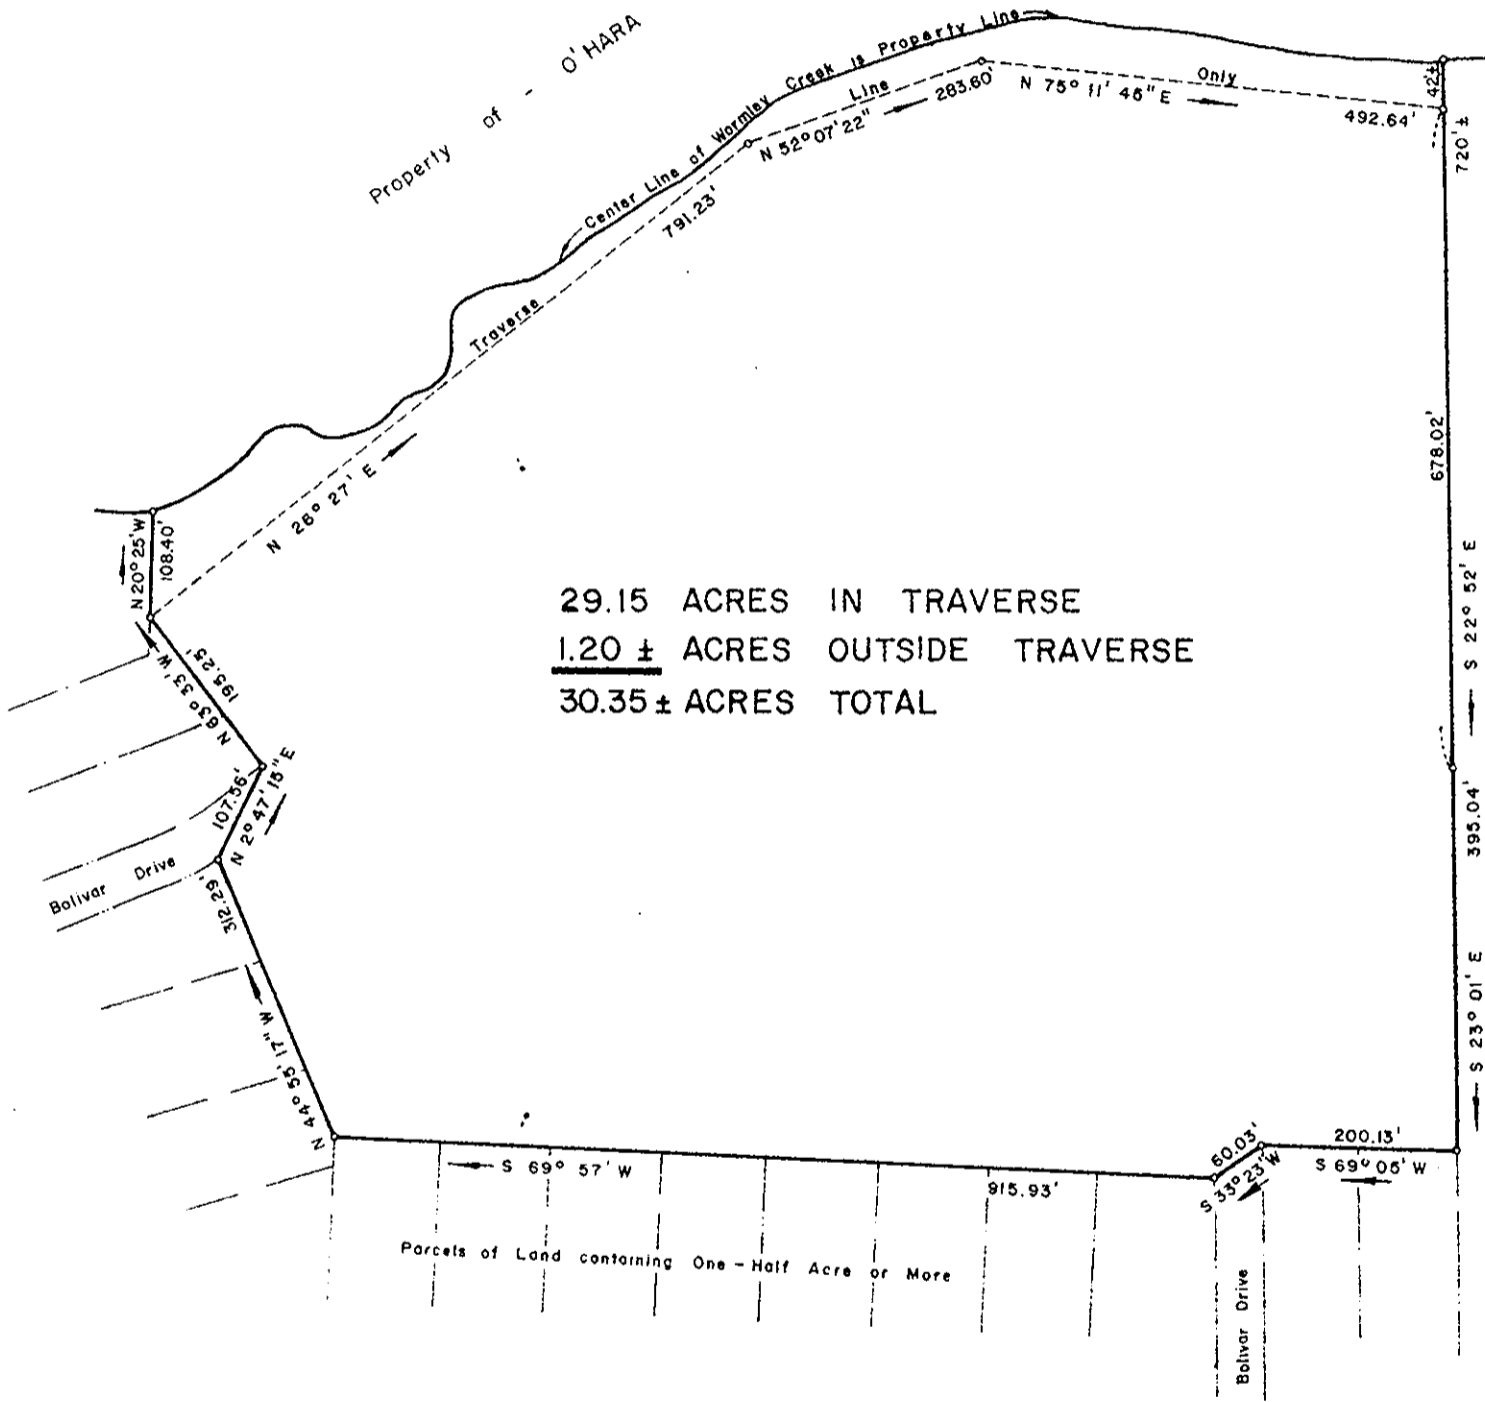 Property of - O'HARA
Center Line of Wormley Creek is Property Line
Traverse Line Only
N 28° 27' E
791.23'
N 52° 07' 22"
283.60'
N 75° 11' 45" E
492.64'
42'±
720'±
678.02'
S 22° 52' E
395.04'
S 23° 01' E
N 20° 25' W
108.40'
N 63° 33' W
195.25'
N 2° 47' 15" E
107.56'
Bolivar Drive
312.29'
N 44° 55' 17" W
29.15 ACRES IN TRAVERSE
1.20 ± ACRES OUTSIDE TRAVERSE
30.35 ± ACRES TOTAL
S 69° 57' W
915.93'
60.03'
S 33° 23' W
200.13'
S 69° 05' W
Parcels of Land containing One - Half Acre or More
Bolivar Drive